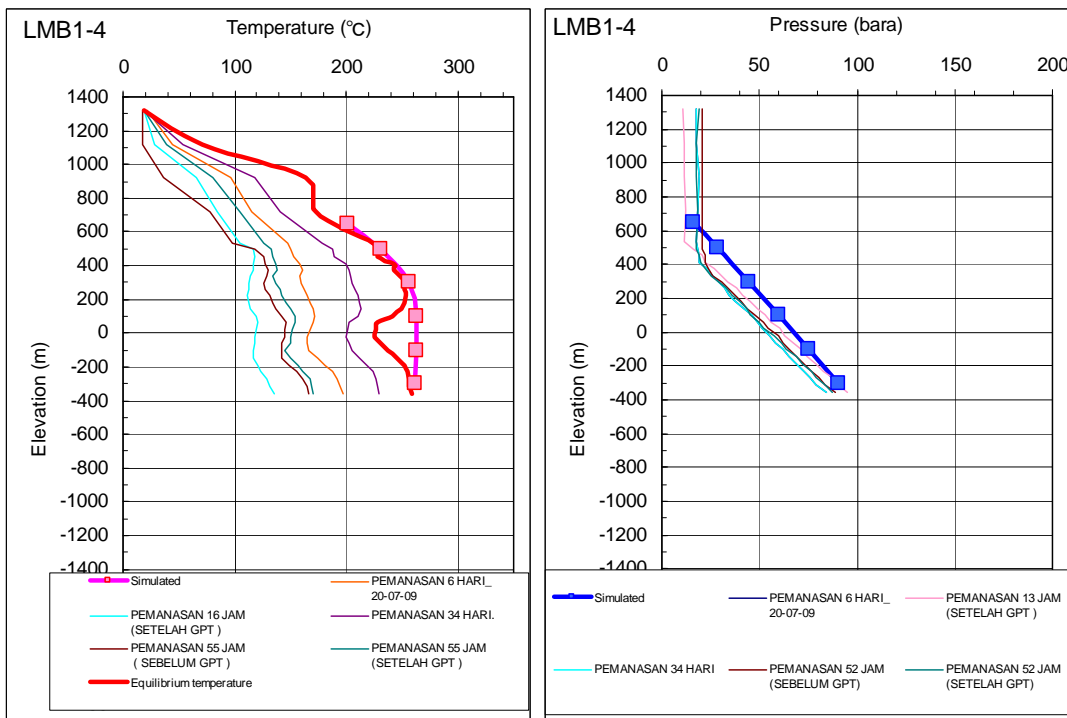 LMB1-4
Temperature (°C)
0 100 200 300
1400
1200
1000
800
600
400
200
0
-200
-400
-600
-800
-1000
-1200
-1400
Elevation (m)
Simulated
PEMANASAN 6 HARI_
20-07-09
PEMANASAN 16 JAM
(SETELAH GPT )
PEMANASAN 34 HARI.
PEMANASAN 55 JAM
( SEBELUM GPT )
PEMANASAN 55 JAM
(SETELAH GPT )
Equilibrium temperature
LMB1-4
Pressure (bara)
0 50 100 150 200
1400
1200
1000
800
600
400
200
0
-200
-400
-600
-800
-1000
-1200
-1400
Elevation (m)
Simulated
PEMANASAN 6 HARI_
20-07-09
PEMANASAN 13 JAM
(SETELAH GPT )
PEMANASAN 34 HARI
PEMANASAN 52 JAM
(SEBELUM GPT)
PEMANASAN 52 JAM
(SETELAH GPT)